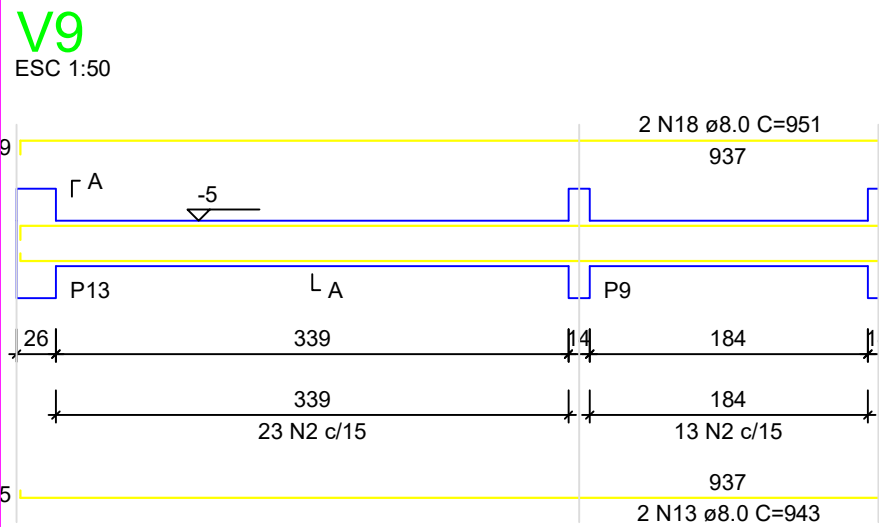 V9
ESC 1:50
2 N18 ø8.0 C=951
9
937
A
-5
P13
A
P9
26
339
14
184
1
339
184
23 N2 c/15
13 N2 c/15
937
5
2 N13 ø8.0 C=943